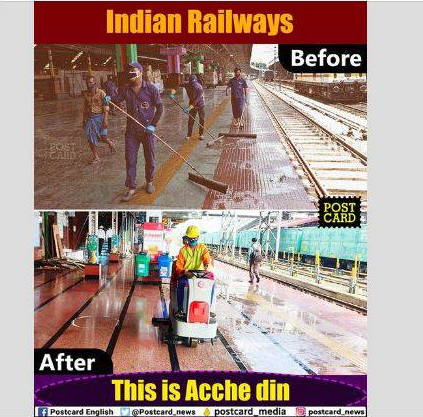 Indian Railways
Before
POST
CARD
POST
CARD
After
This is Acche din
Postcard English @Postcard_news postcard_media postcard_news